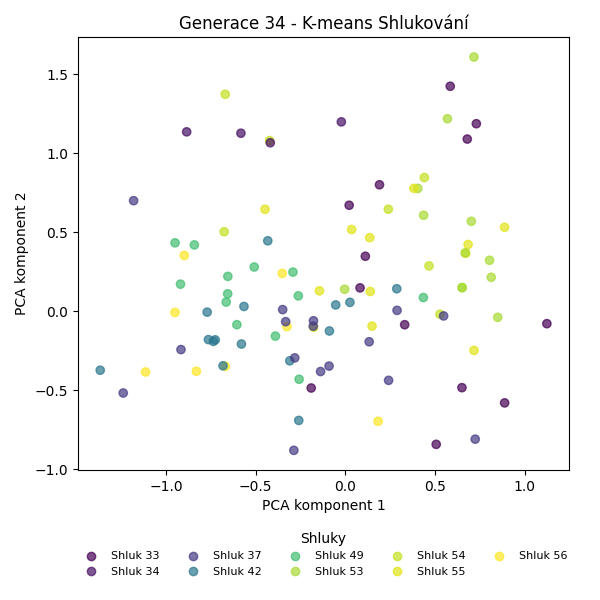 Generace 34 - K-means Shlukování
PCA komponent 2
1.5
1.0
0.5
0.0
−0.5
−1.0
−1.0 −0.5 0.0 0.5 1.0
PCA komponent 1
Shluky
Shluk 33 Shluk 37 Shluk 49 Shluk 54 Shluk 56
Shluk 34 Shluk 42 Shluk 53 Shluk 55